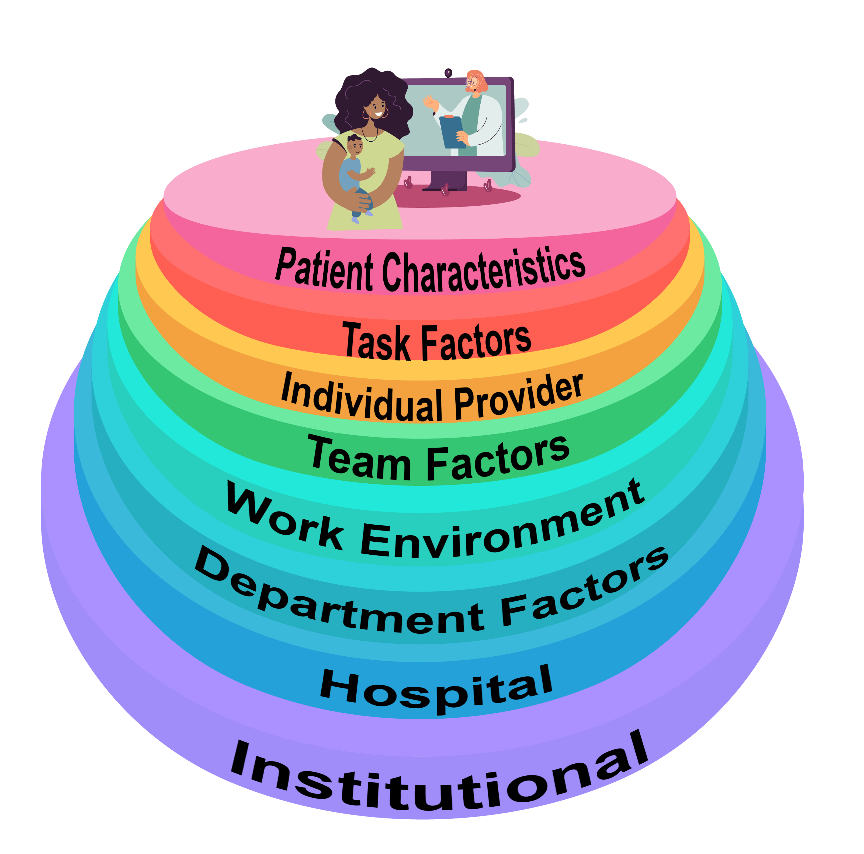 Patient Characteristics
Task Factors
Individual Provider
Team Factors
Work Environment
Department Factors
Hospital
Institutional